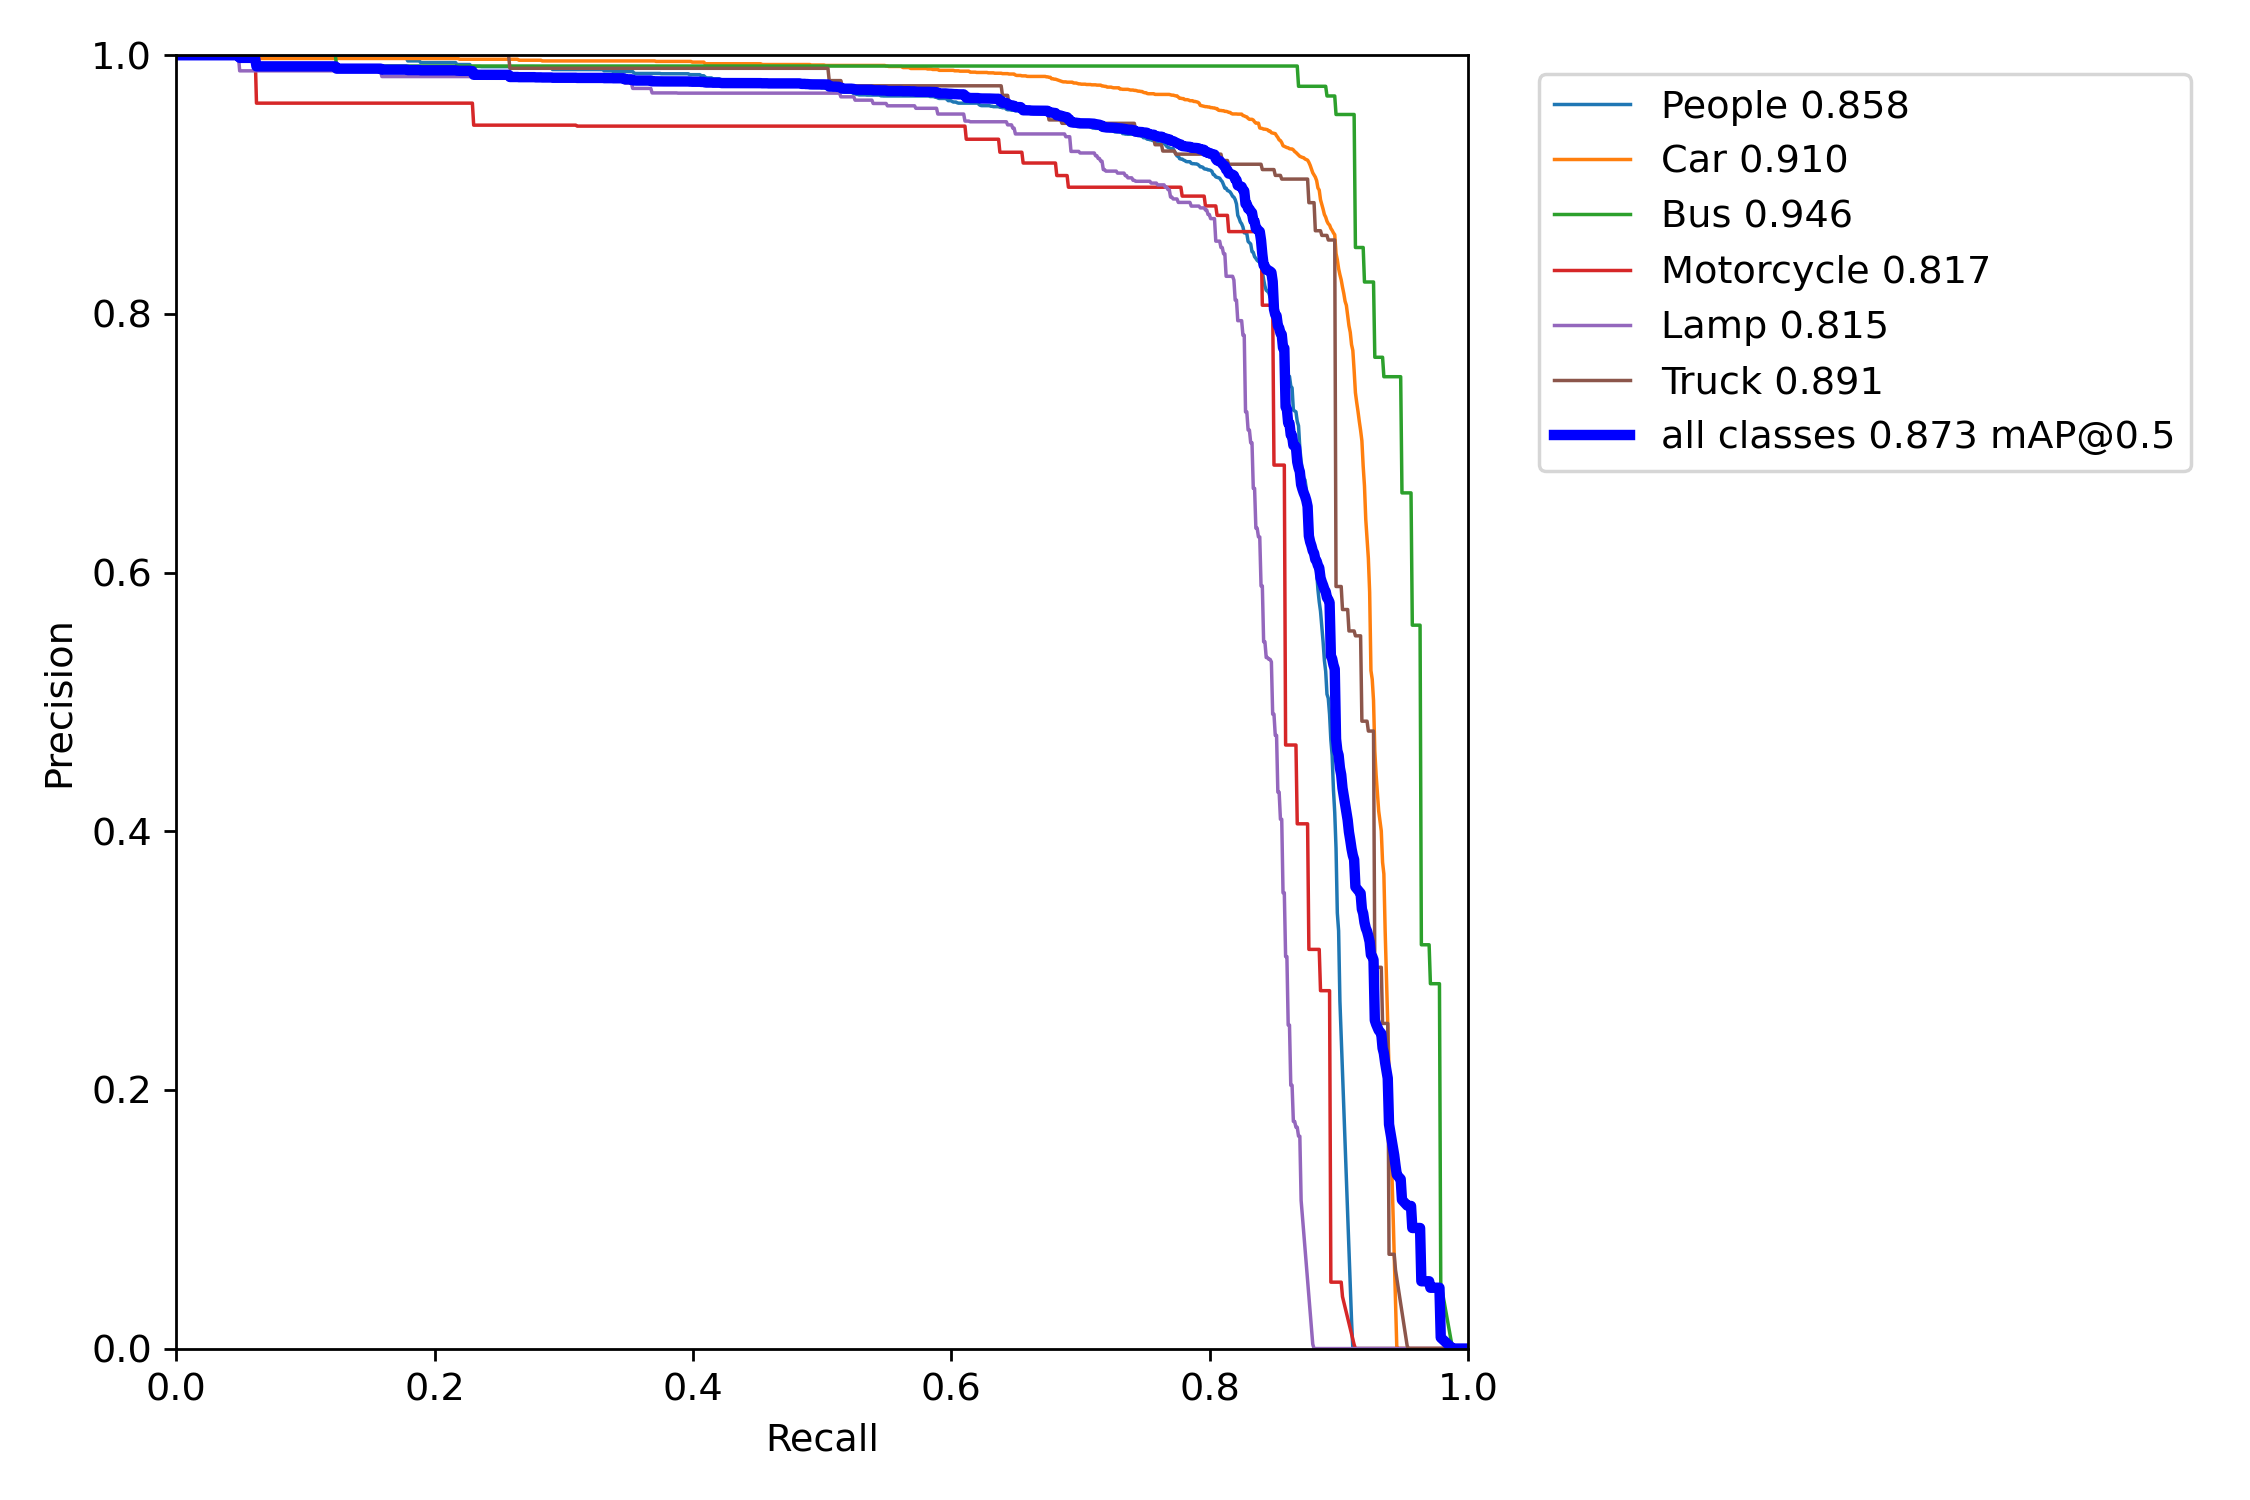 1.0
0.8
0.6
0.4
0.2
0.0
Precision
0.0 0.2 0.4 0.6 0.8 1.0
Recall
People 0.858
Car 0.910
Bus 0.946
Motorcycle 0.817
Lamp 0.815
Truck 0.891
all classes 0.873 mAP@0.5